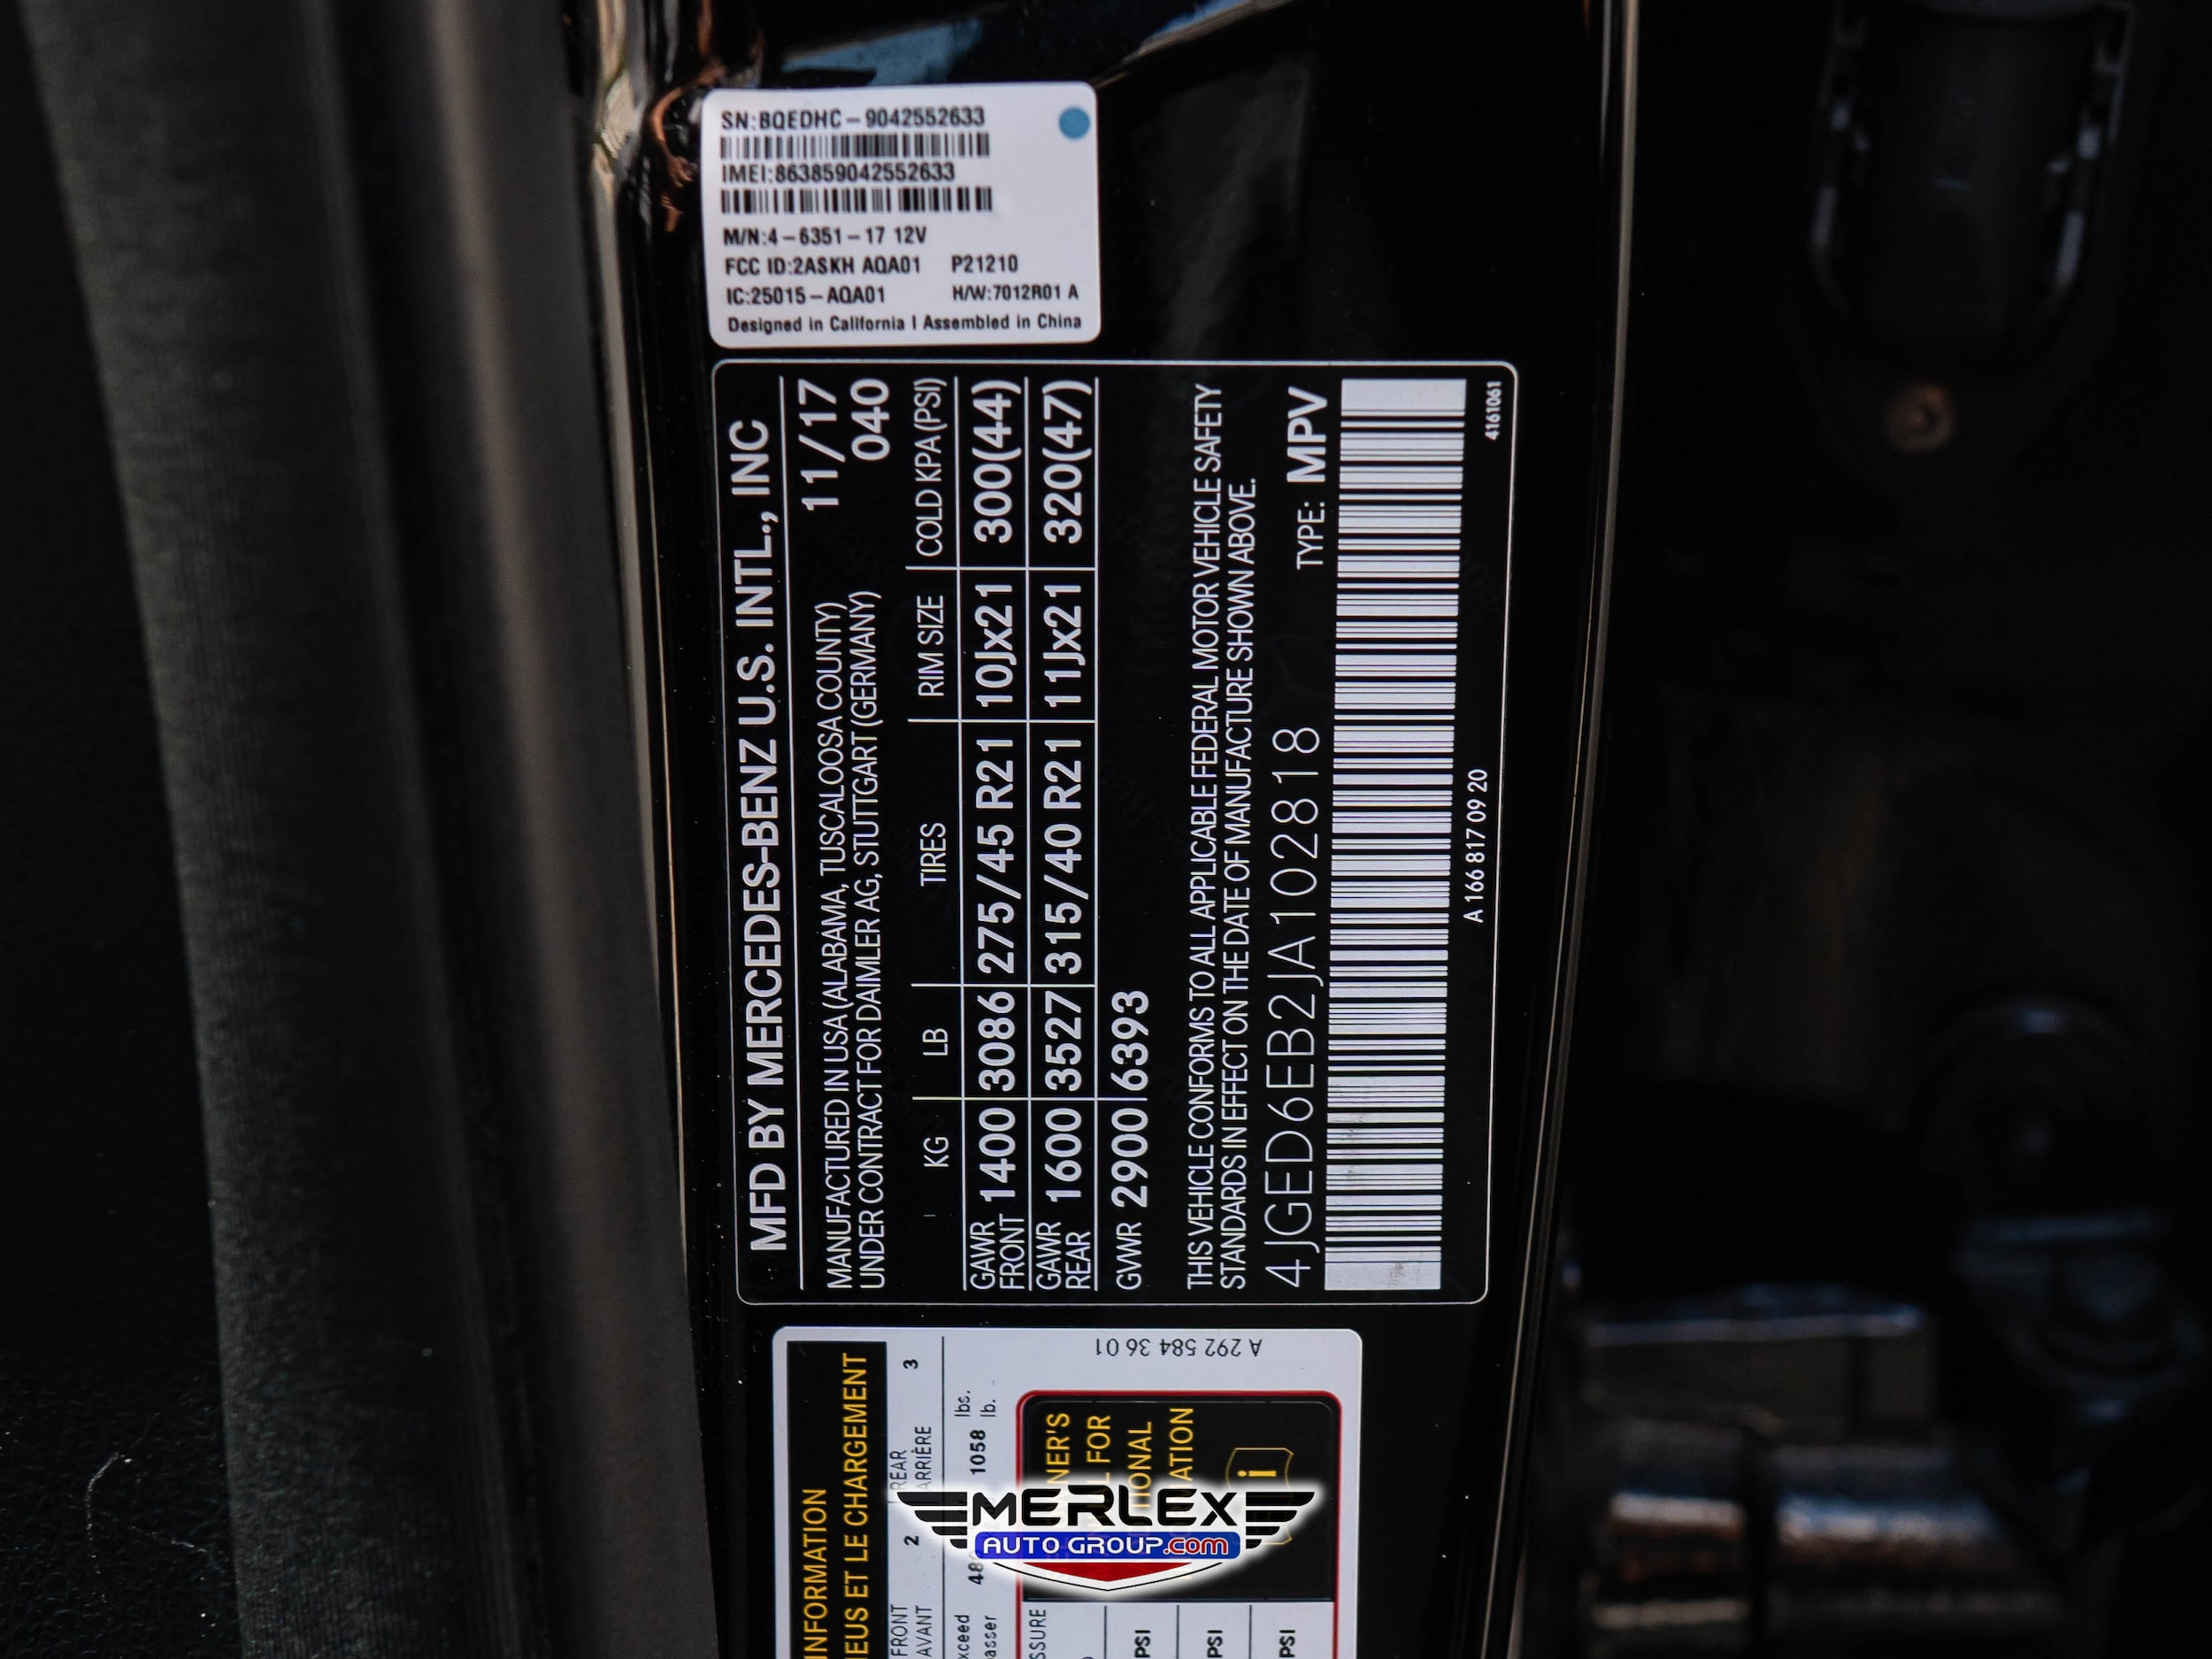 SN:BQEDHC-9042552633
IMEI:863859042552633
M/N:4-6351-17 12V
FCC ID:2ASKH AQA01 P21210
IC:25015-AQA01 H/W:7012R01 A
Designed in California | Assembled in China
MFD BY MERCEDES-BENZ U.S. INTL., INC
11/17
MANUFACTURED IN USA (ALABAMA, TUSCALOOSA COUNTY)
UNDER CONTRACT FOR DAIMLER AG, STUTTGART (GERMANY) 040
KG LB TIRES RIM SIZE COLD KPA (PSI)
GAWR FRONT 1400 3086 275/45 R21 10Jx21 300(44)
GAWR REAR 1600 3527 315/40 R21 11Jx21 320(47)
GVWR 2900 6393
THIS VEHICLE CONFORMS TO ALL APPLICABLE FEDERAL MOTOR VEHICLE SAFETY
STANDARDS IN EFFECT ON THE DATE OF MANUFACTURE SHOWN ABOVE.
4JGED6EB2JA102818 TYPE: MPV
A 166 817 09 20
4161061
A 292 584 36 01
INFORMATION
ET LE CHARGEMENT
FRONT 2 REAR 3
AVANT ARRIÈRE
1058 lbs.
lb.
FOR
PSI
PSI
PSI
MERLEX
AUTO GROUP.com